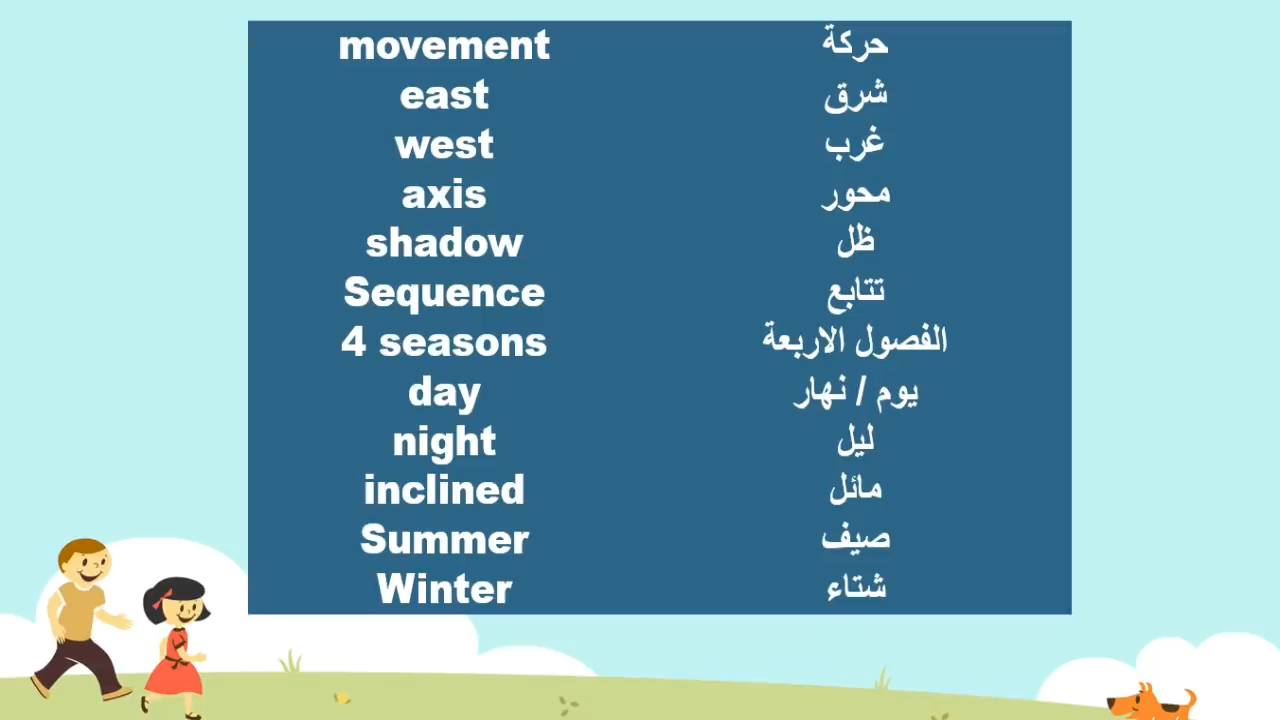 movement حركة
east شرق
west غرب
axis محور
shadow ظل
Sequence تتابع
4 seasons الفصول الاربعة
day يوم / نهار
night ليل
inclined مائل
Summer صيف
Winter شتاء